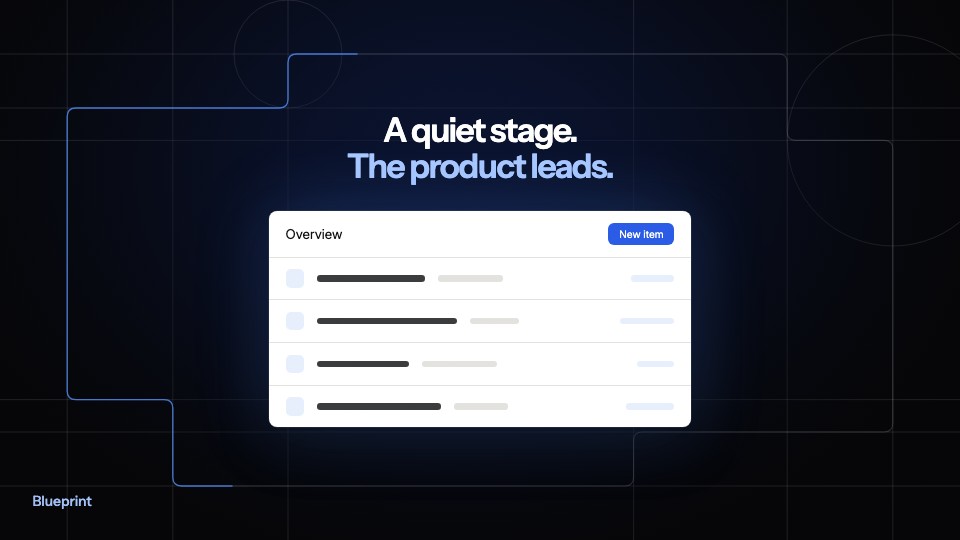 A quiet stage.
The product leads.
Overview
New item
Blueprint